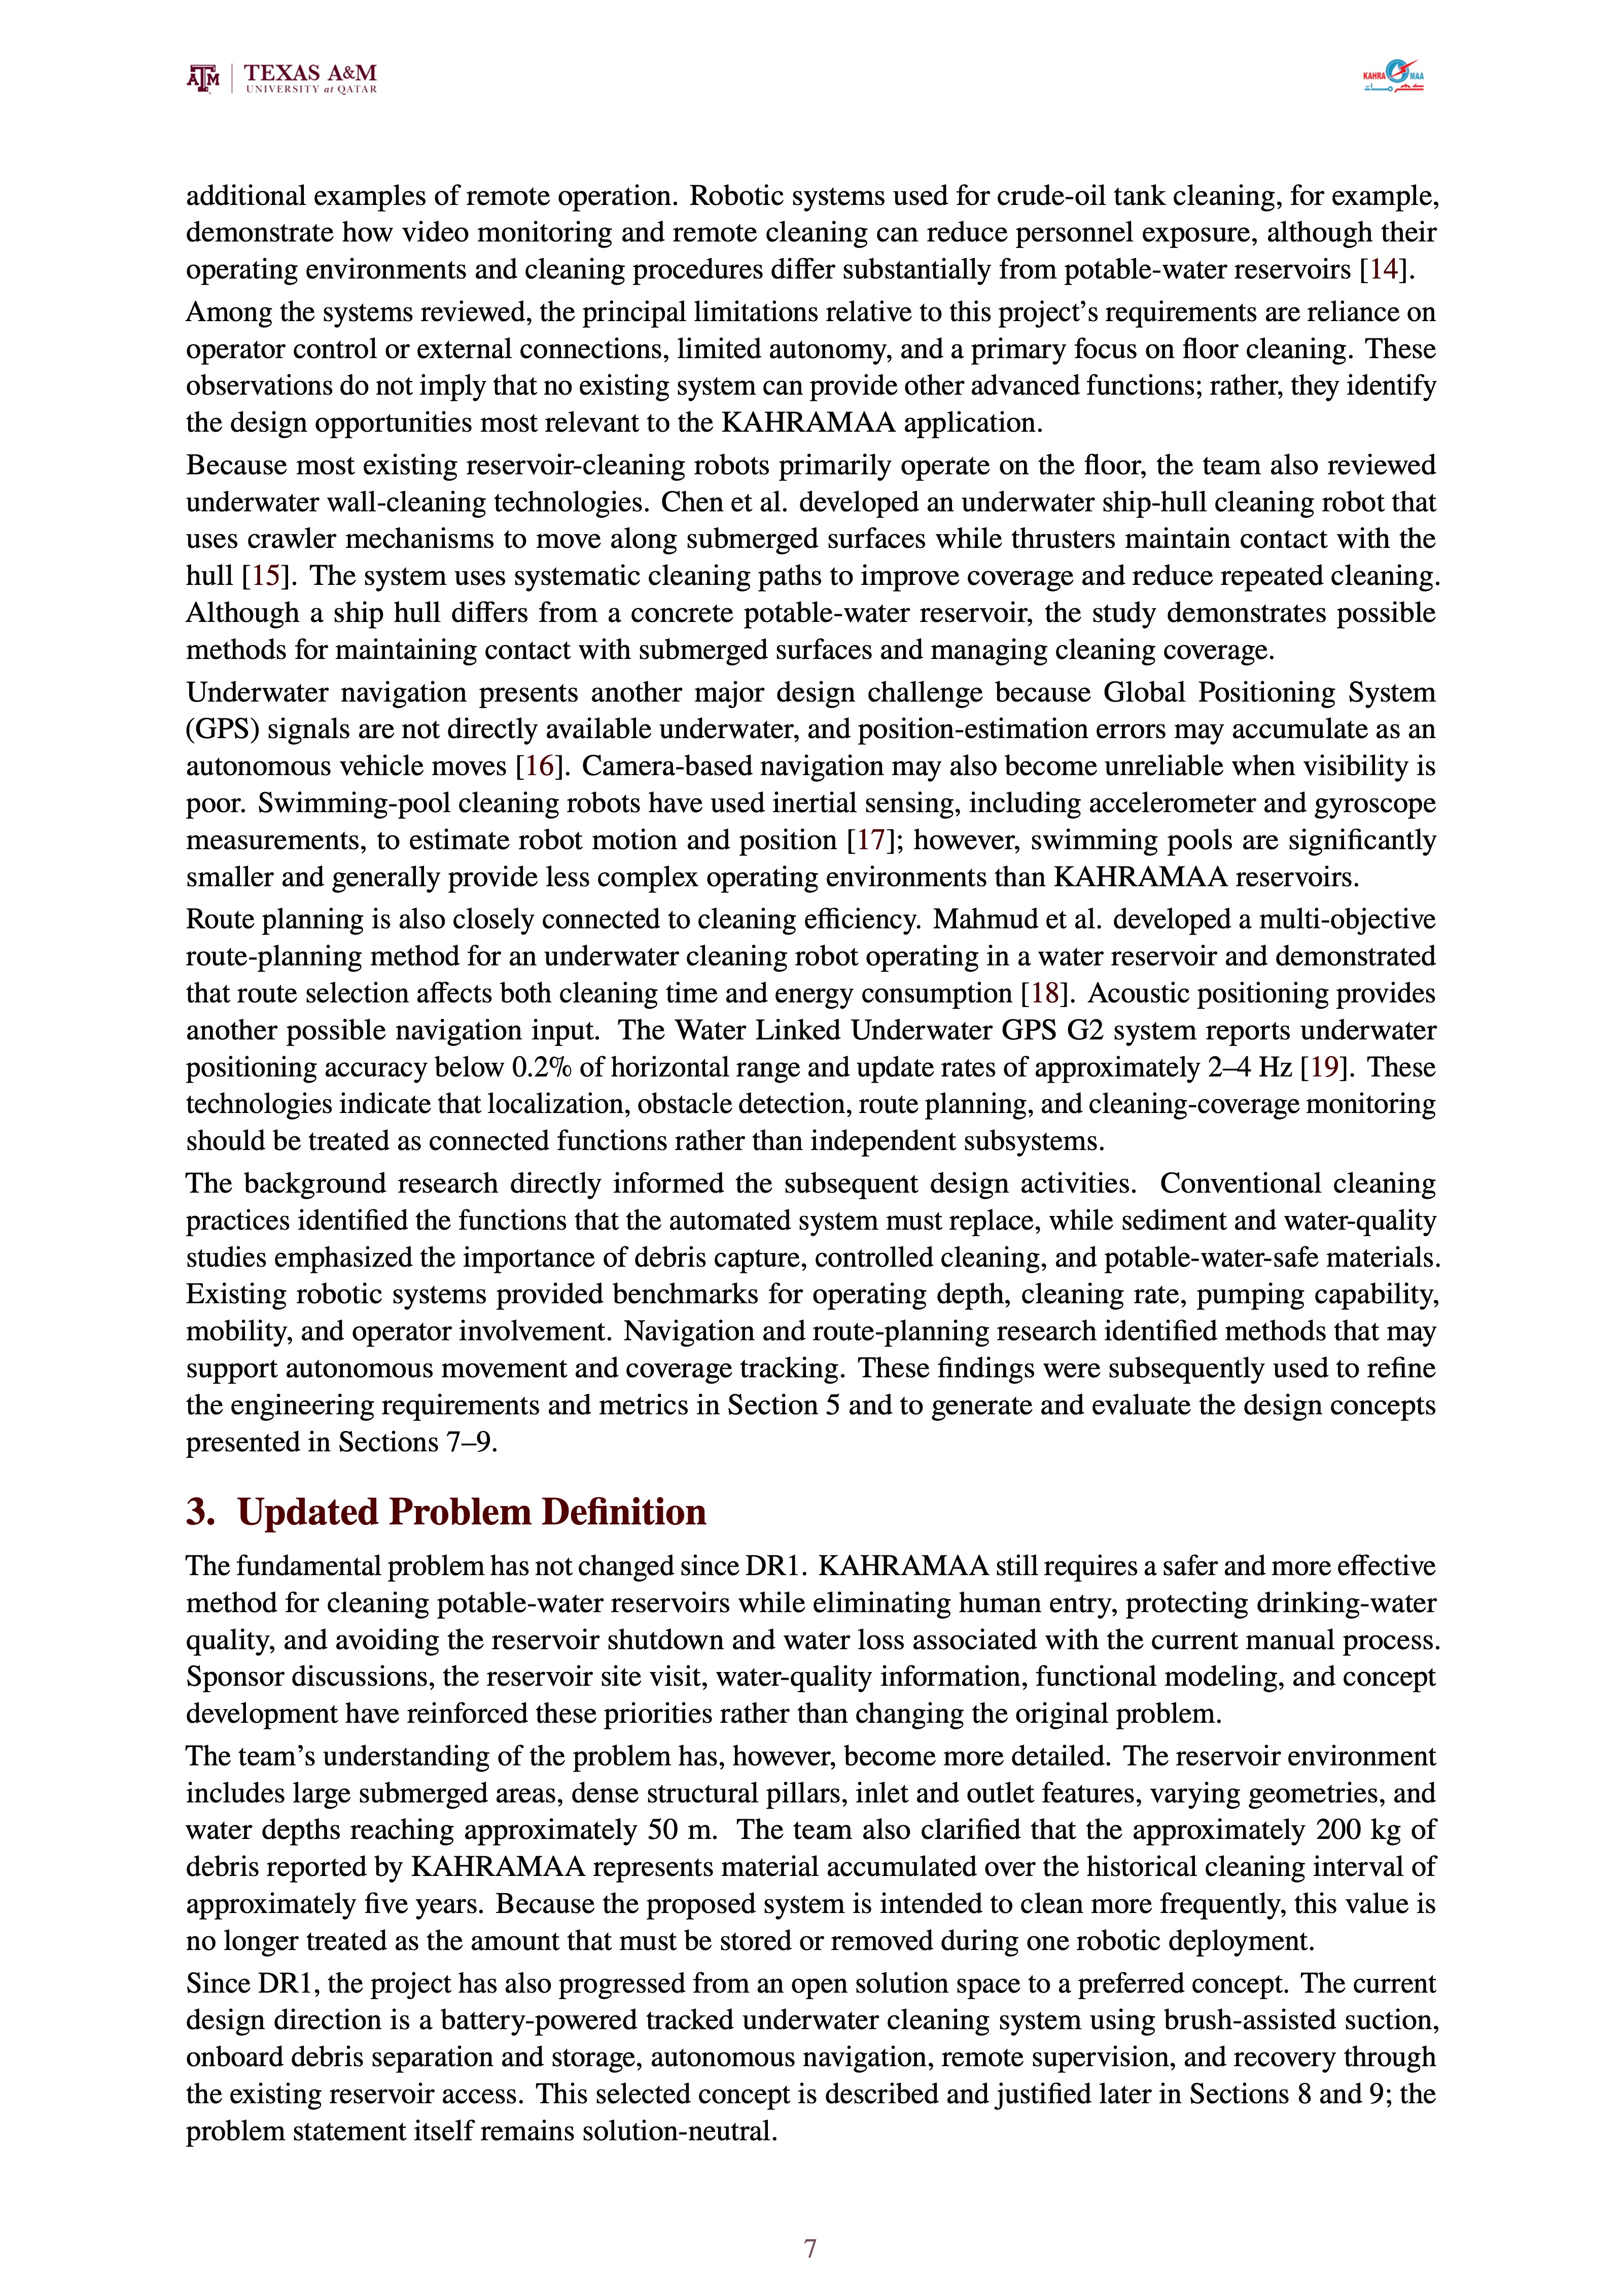 TEXAS A&M
UNIVERSITY at QATAR
KAHRA MAA
كهرماء
additional examples of remote operation. Robotic systems used for crude-oil tank cleaning, for example,
demonstrate how video monitoring and remote cleaning can reduce personnel exposure, although their
operating environments and cleaning procedures differ substantially from potable-water reservoirs [14].
Among the systems reviewed, the principal limitations relative to this project's requirements are reliance on
operator control or external connections, limited autonomy, and a primary focus on floor cleaning. These
observations do not imply that no existing system can provide other advanced functions; rather, they identify
the design opportunities most relevant to the KAHRAMAA application.
Because most existing reservoir-cleaning robots primarily operate on the floor, the team also reviewed
underwater wall-cleaning technologies. Chen et al. developed an underwater ship-hull cleaning robot that
uses crawler mechanisms to move along submerged surfaces while thrusters maintain contact with the
hull [15]. The system uses systematic cleaning paths to improve coverage and reduce repeated cleaning.
Although a ship hull differs from a concrete potable-water reservoir, the study demonstrates possible
methods for maintaining contact with submerged surfaces and managing cleaning coverage.
Underwater navigation presents another major design challenge because Global Positioning System
(GPS) signals are not directly available underwater, and position-estimation errors may accumulate as an
autonomous vehicle moves [16]. Camera-based navigation may also become unreliable when visibility is
poor. Swimming-pool cleaning robots have used inertial sensing, including accelerometer and gyroscope
measurements, to estimate robot motion and position [17]; however, swimming pools are significantly
smaller and generally provide less complex operating environments than KAHRAMAA reservoirs.
Route planning is also closely connected to cleaning efficiency. Mahmud et al. developed a multi-objective
route-planning method for an underwater cleaning robot operating in a water reservoir and demonstrated
that route selection affects both cleaning time and energy consumption [18]. Acoustic positioning provides
another possible navigation input. The Water Linked Underwater GPS G2 system reports underwater
positioning accuracy below 0.2% of horizontal range and update rates of approximately 2–4 Hz [19]. These
technologies indicate that localization, obstacle detection, route planning, and cleaning-coverage monitoring
should be treated as connected functions rather than independent subsystems.
The background research directly informed the subsequent design activities. Conventional cleaning
practices identified the functions that the automated system must replace, while sediment and water-quality
studies emphasized the importance of debris capture, controlled cleaning, and potable-water-safe materials.
Existing robotic systems provided benchmarks for operating depth, cleaning rate, pumping capability,
mobility, and operator involvement. Navigation and route-planning research identified methods that may
support autonomous movement and coverage tracking. These findings were subsequently used to refine
the engineering requirements and metrics in Section 5 and to generate and evaluate the design concepts
presented in Sections 7–9.
3. Updated Problem Definition
The fundamental problem has not changed since DR1. KAHRAMAA still requires a safer and more effective
method for cleaning potable-water reservoirs while eliminating human entry, protecting drinking-water
quality, and avoiding the reservoir shutdown and water loss associated with the current manual process.
Sponsor discussions, the reservoir site visit, water-quality information, functional modeling, and concept
development have reinforced these priorities rather than changing the original problem.
The team's understanding of the problem has, however, become more detailed. The reservoir environment
includes large submerged areas, dense structural pillars, inlet and outlet features, varying geometries, and
water depths reaching approximately 50 m. The team also clarified that the approximately 200 kg of
debris reported by KAHRAMAA represents material accumulated over the historical cleaning interval of
approximately five years. Because the proposed system is intended to clean more frequently, this value is
no longer treated as the amount that must be stored or removed during one robotic deployment.
Since DR1, the project has also progressed from an open solution space to a preferred concept. The current
design direction is a battery-powered tracked underwater cleaning system using brush-assisted suction,
onboard debris separation and storage, autonomous navigation, remote supervision, and recovery through
the existing reservoir access. This selected concept is described and justified later in Sections 8 and 9; the
problem statement itself remains solution-neutral.
7